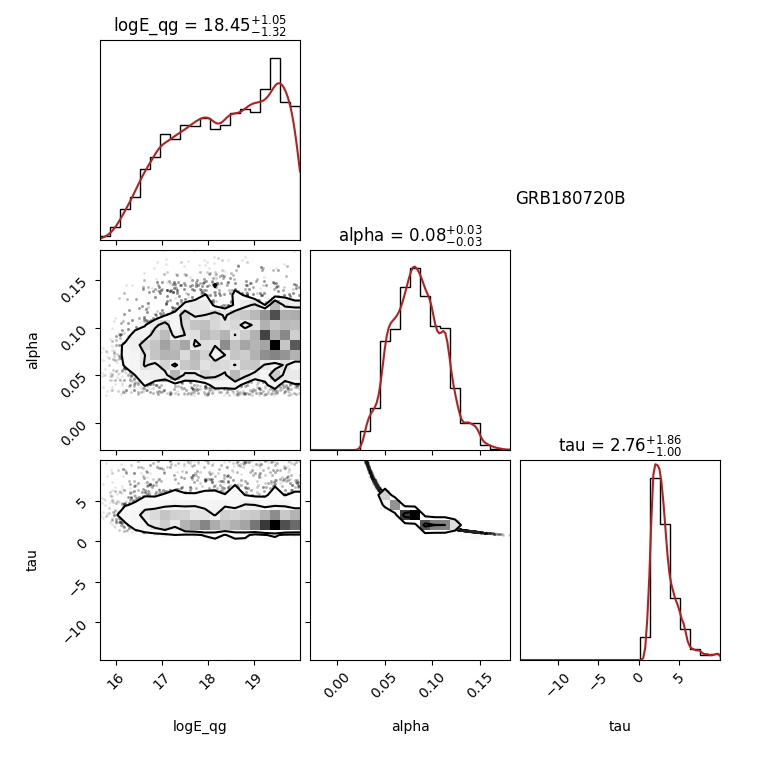 logE_qg = 18.45+1.05 −1.32
GRB180720B
alpha = 0.08+0.03 −0.03
0.15
0.10
0.05
0.00
alpha
tau = 2.76+1.86 −1.00
5
0
−5
−10
tau
16 17 18 19
0.00 0.05 0.10 0.15
−10 −5 0 5
logE_qg alpha tau